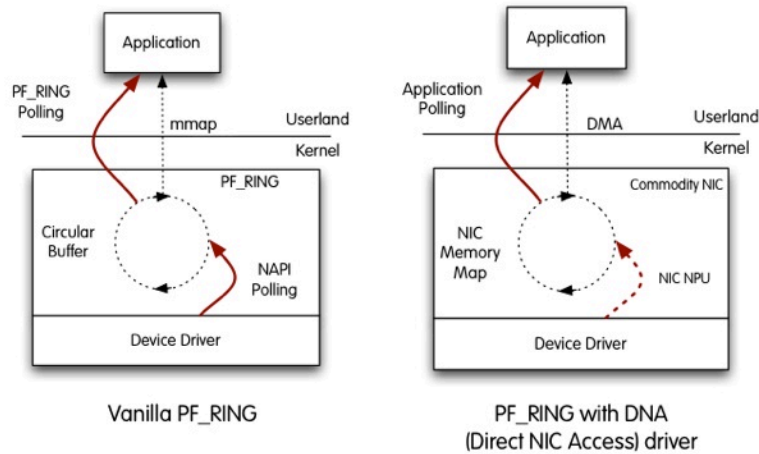 Application
PF_RING
Polling
mmap
Userland
Kernel
PF_RING
Circular
Buffer
NAPI
Polling
Device Driver
Vanilla PF_RING
Application
Application
Polling
DMA
Userland
Kernel
Commodity NIC
NIC
Memory
Map
NIC NPU
Device Driver
PF_RING with DNA
(Direct NIC Access) driver